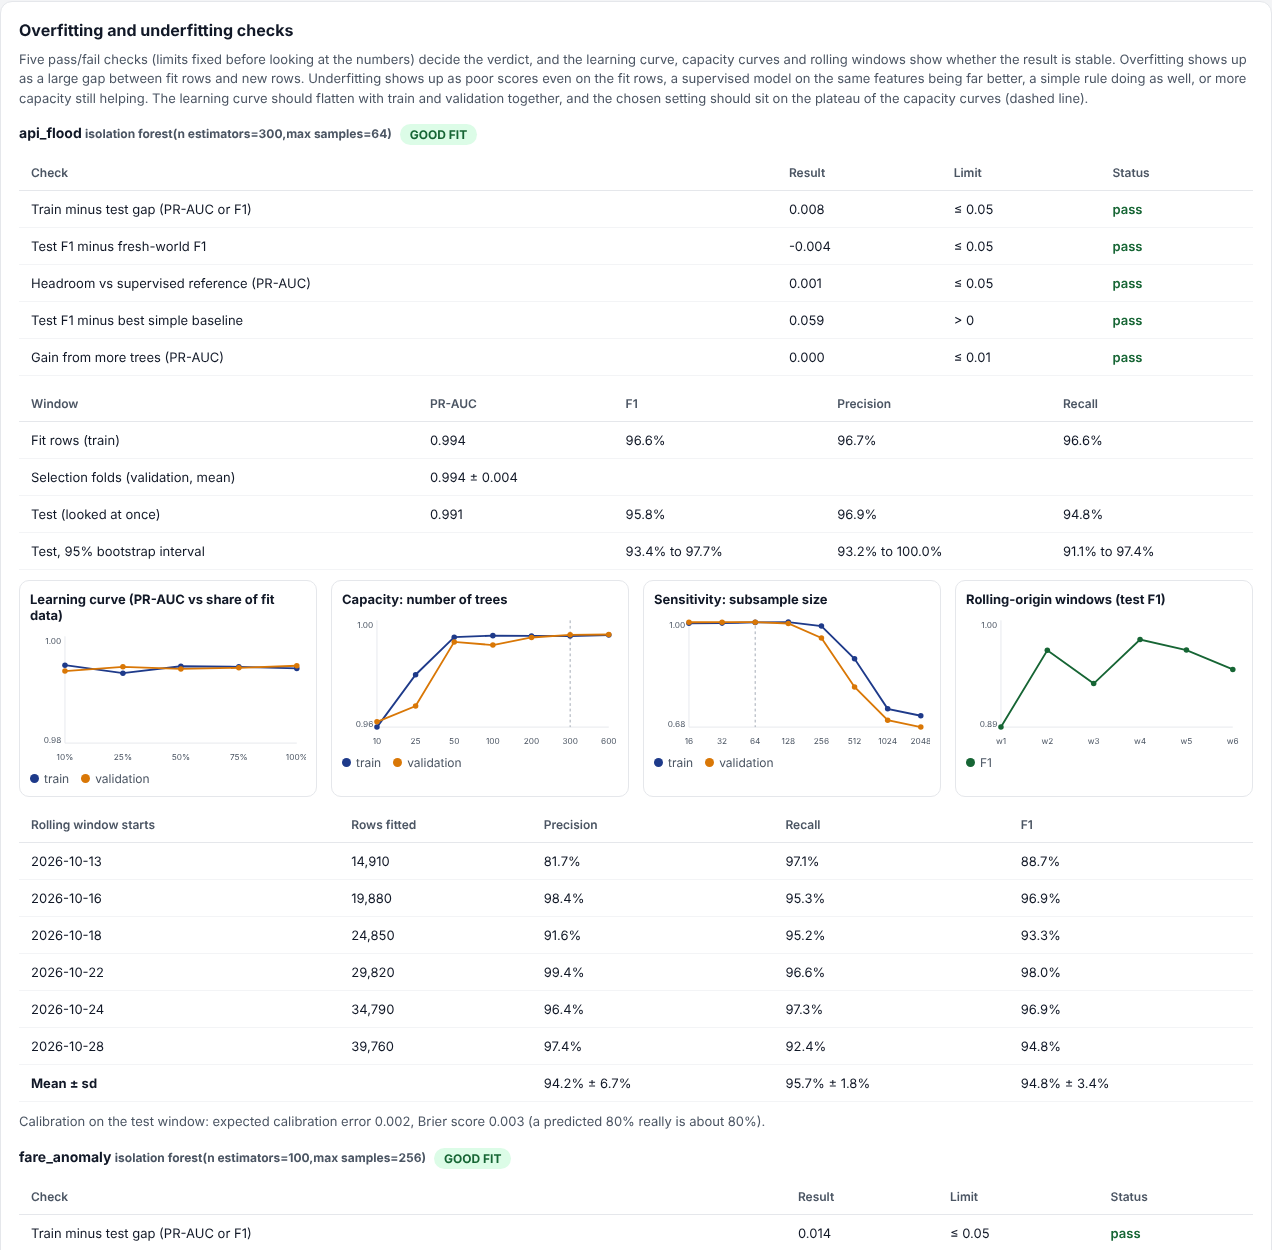 Overfitting and underfitting checks
Five pass/fail checks (limits fixed before looking at the numbers) decide the verdict, and the learning curve, capacity curves and rolling windows show whether the result is stable. Overfitting shows up
as a large gap between fit rows and new rows. Underfitting shows up as poor scores even on the fit rows, a supervised model on the same features being far better, a simple rule doing as well, or more
capacity still helping. The learning curve should flatten with train and validation together, and the chosen setting should sit on the plateau of the capacity curves (dashed line).
api_flood isolation forest(n estimators=300,max samples=64) GOOD FIT
Check Result Limit Status
Train minus test gap (PR-AUC or F1) 0.008 ≤ 0.05 pass
Test F1 minus fresh-world F1 -0.004 ≤ 0.05 pass
Headroom vs supervised reference (PR-AUC) 0.001 ≤ 0.05 pass
Test F1 minus best simple baseline 0.059 > 0 pass
Gain from more trees (PR-AUC) 0.000 ≤ 0.01 pass
Window PR-AUC F1 Precision Recall
Fit rows (train) 0.994 96.6% 96.7% 96.6%
Selection folds (validation, mean) 0.994 ± 0.004
Test (looked at once) 0.991 95.8% 96.9% 94.8%
Test, 95% bootstrap interval 93.4% to 97.7% 93.2% to 100.0% 91.1% to 97.4%
Learning curve (PR-AUC vs share of fit
data)
1.00
0.98
10% 25% 50% 75% 100%
train validation
Capacity: number of trees
1.00
0.96
10 25 50 100 200 300 600
train validation
Sensitivity: subsample size
1.00
0.68
16 32 64 128 256 512 1024 2048
train validation
Rolling-origin windows (test F1)
1.00
0.89
w1 w2 w3 w4 w5 w6
F1
Rolling window starts Rows fitted Precision Recall F1
2026-10-13 14,910 81.7% 97.1% 88.7%
2026-10-16 19,880 98.4% 95.3% 96.9%
2026-10-18 24,850 91.6% 95.2% 93.3%
2026-10-22 29,820 99.4% 96.6% 98.0%
2026-10-24 34,790 96.4% 97.3% 96.9%
2026-10-28 39,760 97.4% 92.4% 94.8%
Mean ± sd 94.2% ± 6.7% 95.7% ± 1.8% 94.8% ± 3.4%
Calibration on the test window: expected calibration error 0.002, Brier score 0.003 (a predicted 80% really is about 80%).
fare_anomaly isolation forest(n estimators=100,max samples=256) GOOD FIT
Check Result Limit Status
Train minus test gap (PR-AUC or F1) 0.014 ≤ 0.05 pass